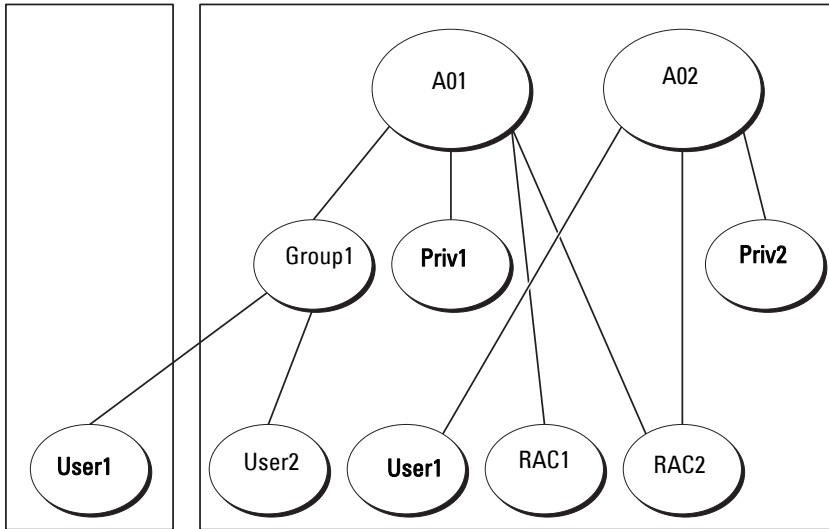 A01
A02
Group1
Priv1
Priv2
User1
User2
User1
RAC1
RAC2